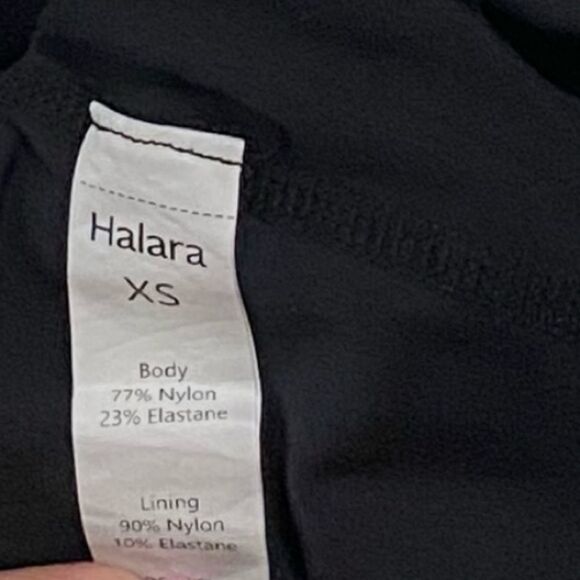 Halara
XS
Body
77% Nylon
23% Elastane
Lining
90% Nylon
10% Elastane